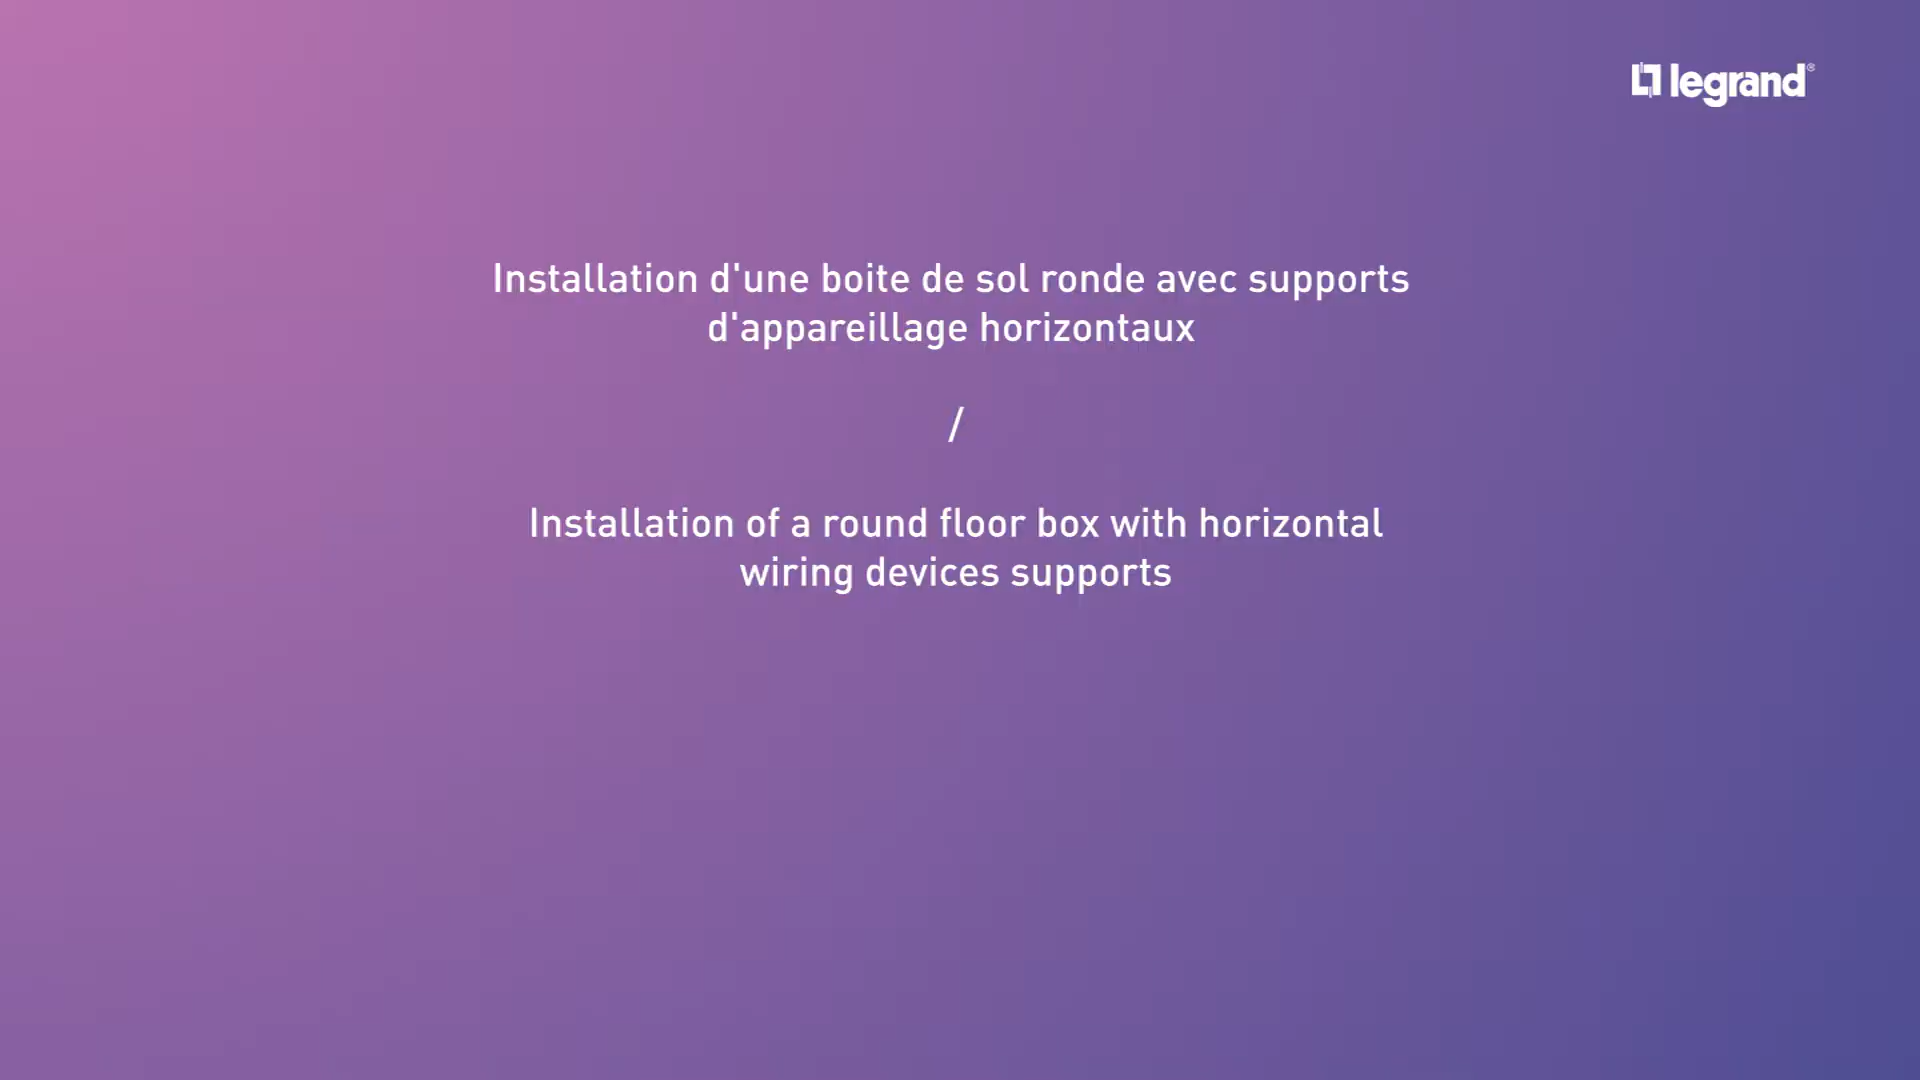 legrand®
Installation d'une boite de sol ronde avec supports
d'appareillage horizontaux
/
Installation of a round floor box with horizontal
wiring devices supports